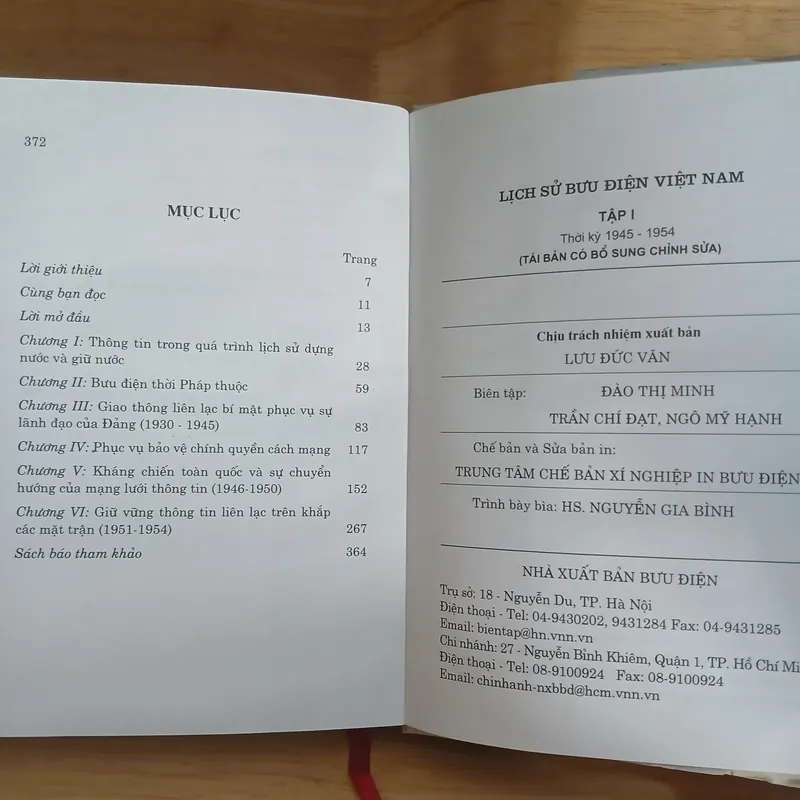 372
MỤC LỤC
Trang
Lời giới thiệu 7
Cùng bạn đọc 11
Lời mở đầu 13
Chương I: Thông tin trong quá trình lịch sử dựng
nước và giữ nước 28
Chương II: Bưu điện thời Pháp thuộc 59
Chương III: Giao thông liên lạc bí mật phục vụ sự
lãnh đạo của Đảng (1930 - 1945) 83
Chương IV: Phục vụ bảo vệ chính quyền cách mạng 117
Chương V: Kháng chiến toàn quốc và sự chuyển
hướng của mạng lưới thông tin (1946-1950) 152
Chương VI: Giữ vững thông tin liên lạc trên khắp
các mặt trận (1951-1954) 267
Sách báo tham khảo 364
LỊCH SỬ BƯU ĐIỆN VIỆT NAM
TẬP I
Thời kỳ 1945 - 1954
(TÁI BẢN CÓ BỔ SUNG CHỈNH SỬA)
Chịu trách nhiệm xuất bản
LƯU ĐỨC VĂN
Biên tập: ĐÀO THỊ MINH
TRẦN CHÍ ĐẠT, NGÔ MỸ HẠNH
Chế bản và Sửa bản in:
TRUNG TÂM CHẾ BẢN XÍ NGHIỆP IN BƯU ĐIỆN
Trình bày bìa: HS. NGUYỄN GIA BÌNH
NHÀ XUẤT BẢN BƯU ĐIỆN
Trụ sở: 18 - Nguyễn Du, TP. Hà Nội
Điện thoại - Tel: 04-9430202, 9431284 Fax: 04-9431285
Email: bientap@hn.vnn.vn
Chi nhánh: 27 - Nguyễn Bỉnh Khiêm, Quận 1, TP. Hồ Chí Mi
Điện thoại - Tel: 08-9100924 Fax: 08-9100924
Email: chinhanh-nxbbd@hcm.vnn.vn